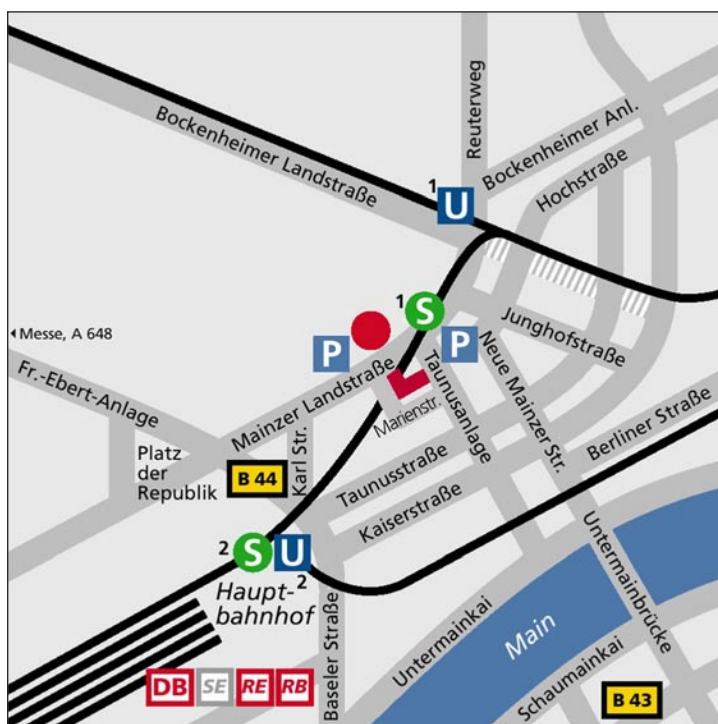 Reuterweg
Bockenheimer Anl.
Bockenheimer Landstraße
Hochstraße
1
U
1
S
Messe, A 648
P
P
Junghofstraße
Fr.-Ebert-Anlage
Mainzer Landstraße
Taunusanlage
Neue Mainzer Str.
Marienstr.
Karl Str.
Platz
der
Republik
B 44
Taunusstraße
Kaiserstraße
Berliner Straße
2
S
U
2
Haupt-
bahnhof
Baseler Straße
Untermainkai
Main
Untermainbrücke
Schaumainkai
DB
SE
RE
RB
B 43